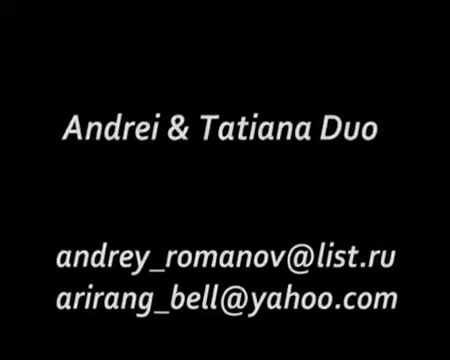 Andrei & Tatiana Duo
andrey_romanov@list.ru
arirang_bell@yahoo.com